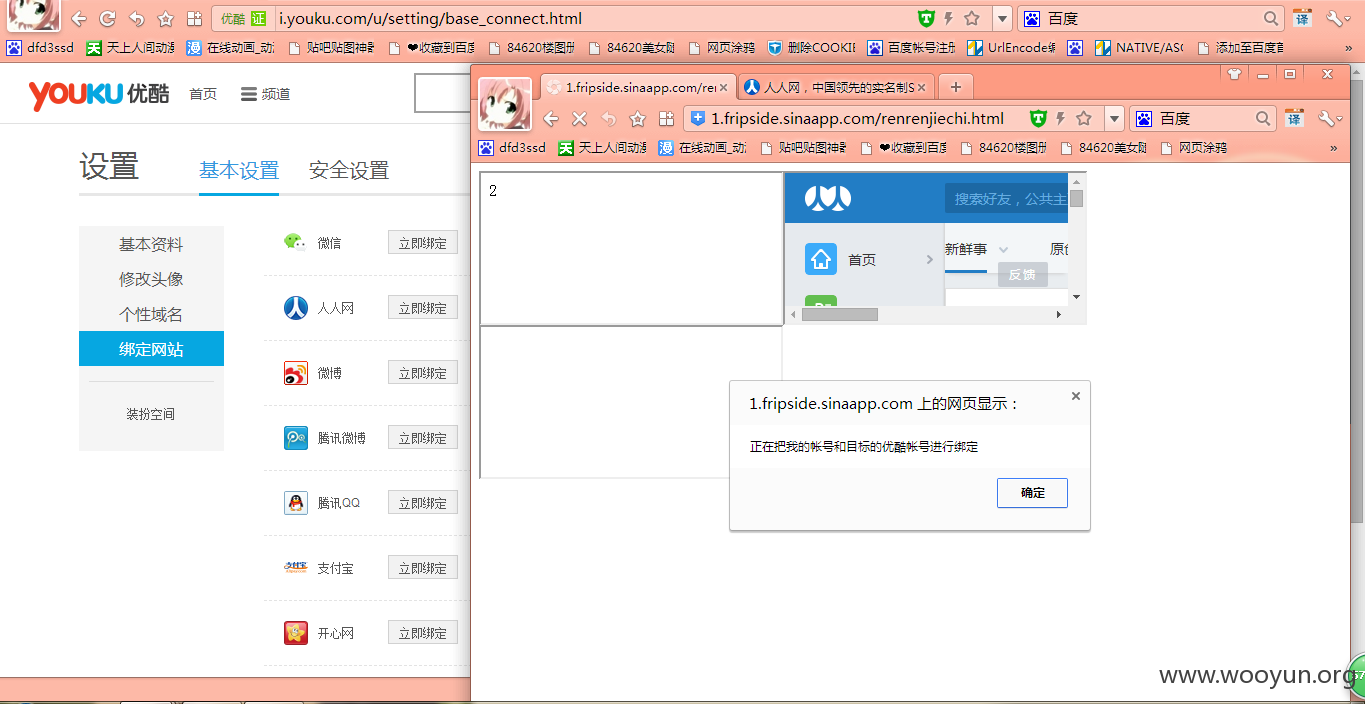 优酷 证 i.youku.com/u/setting/base_connect.html 百度 译
dfd3ssd 天 天上人间动漫 漫 在线动画_动漫 贴吧贴图神器 ❤收藏到百度 84620楼图册 84620美女贴 网页涂鸦 删除COOKIE 百度帐号注册 UrlEncode编 NATIVE/ASC 添加至百度首 »
YOUKU 优酷 首页 频道
设置 基本设置 安全设置
基本资料
修改头像
个性域名
绑定网站
装扮空间
微信 立即绑定
人人网 立即绑定
微博 立即绑定
腾讯微博 立即绑定
腾讯QQ 立即绑定
支付宝 支付宝 立即绑定
开心网 立即绑定
1.fripside.sinaapp.com/ren 人人网，中国领先的实名制S
1.fripside.sinaapp.com/renrenjiechi.html 百度 译
dfd3ssd 天 天上人间动漫 漫 在线动画_动漫 贴吧贴图神器 ❤收藏到百度 84620楼图册 84620美女贴 网页涂鸦 »
2
搜索好友，公共主
首页 新鲜事 原创
反馈
1.fripside.sinaapp.com 上的网页显示：
正在把我的帐号和目标的优酷帐号进行绑定
确定
www.wooyun.org